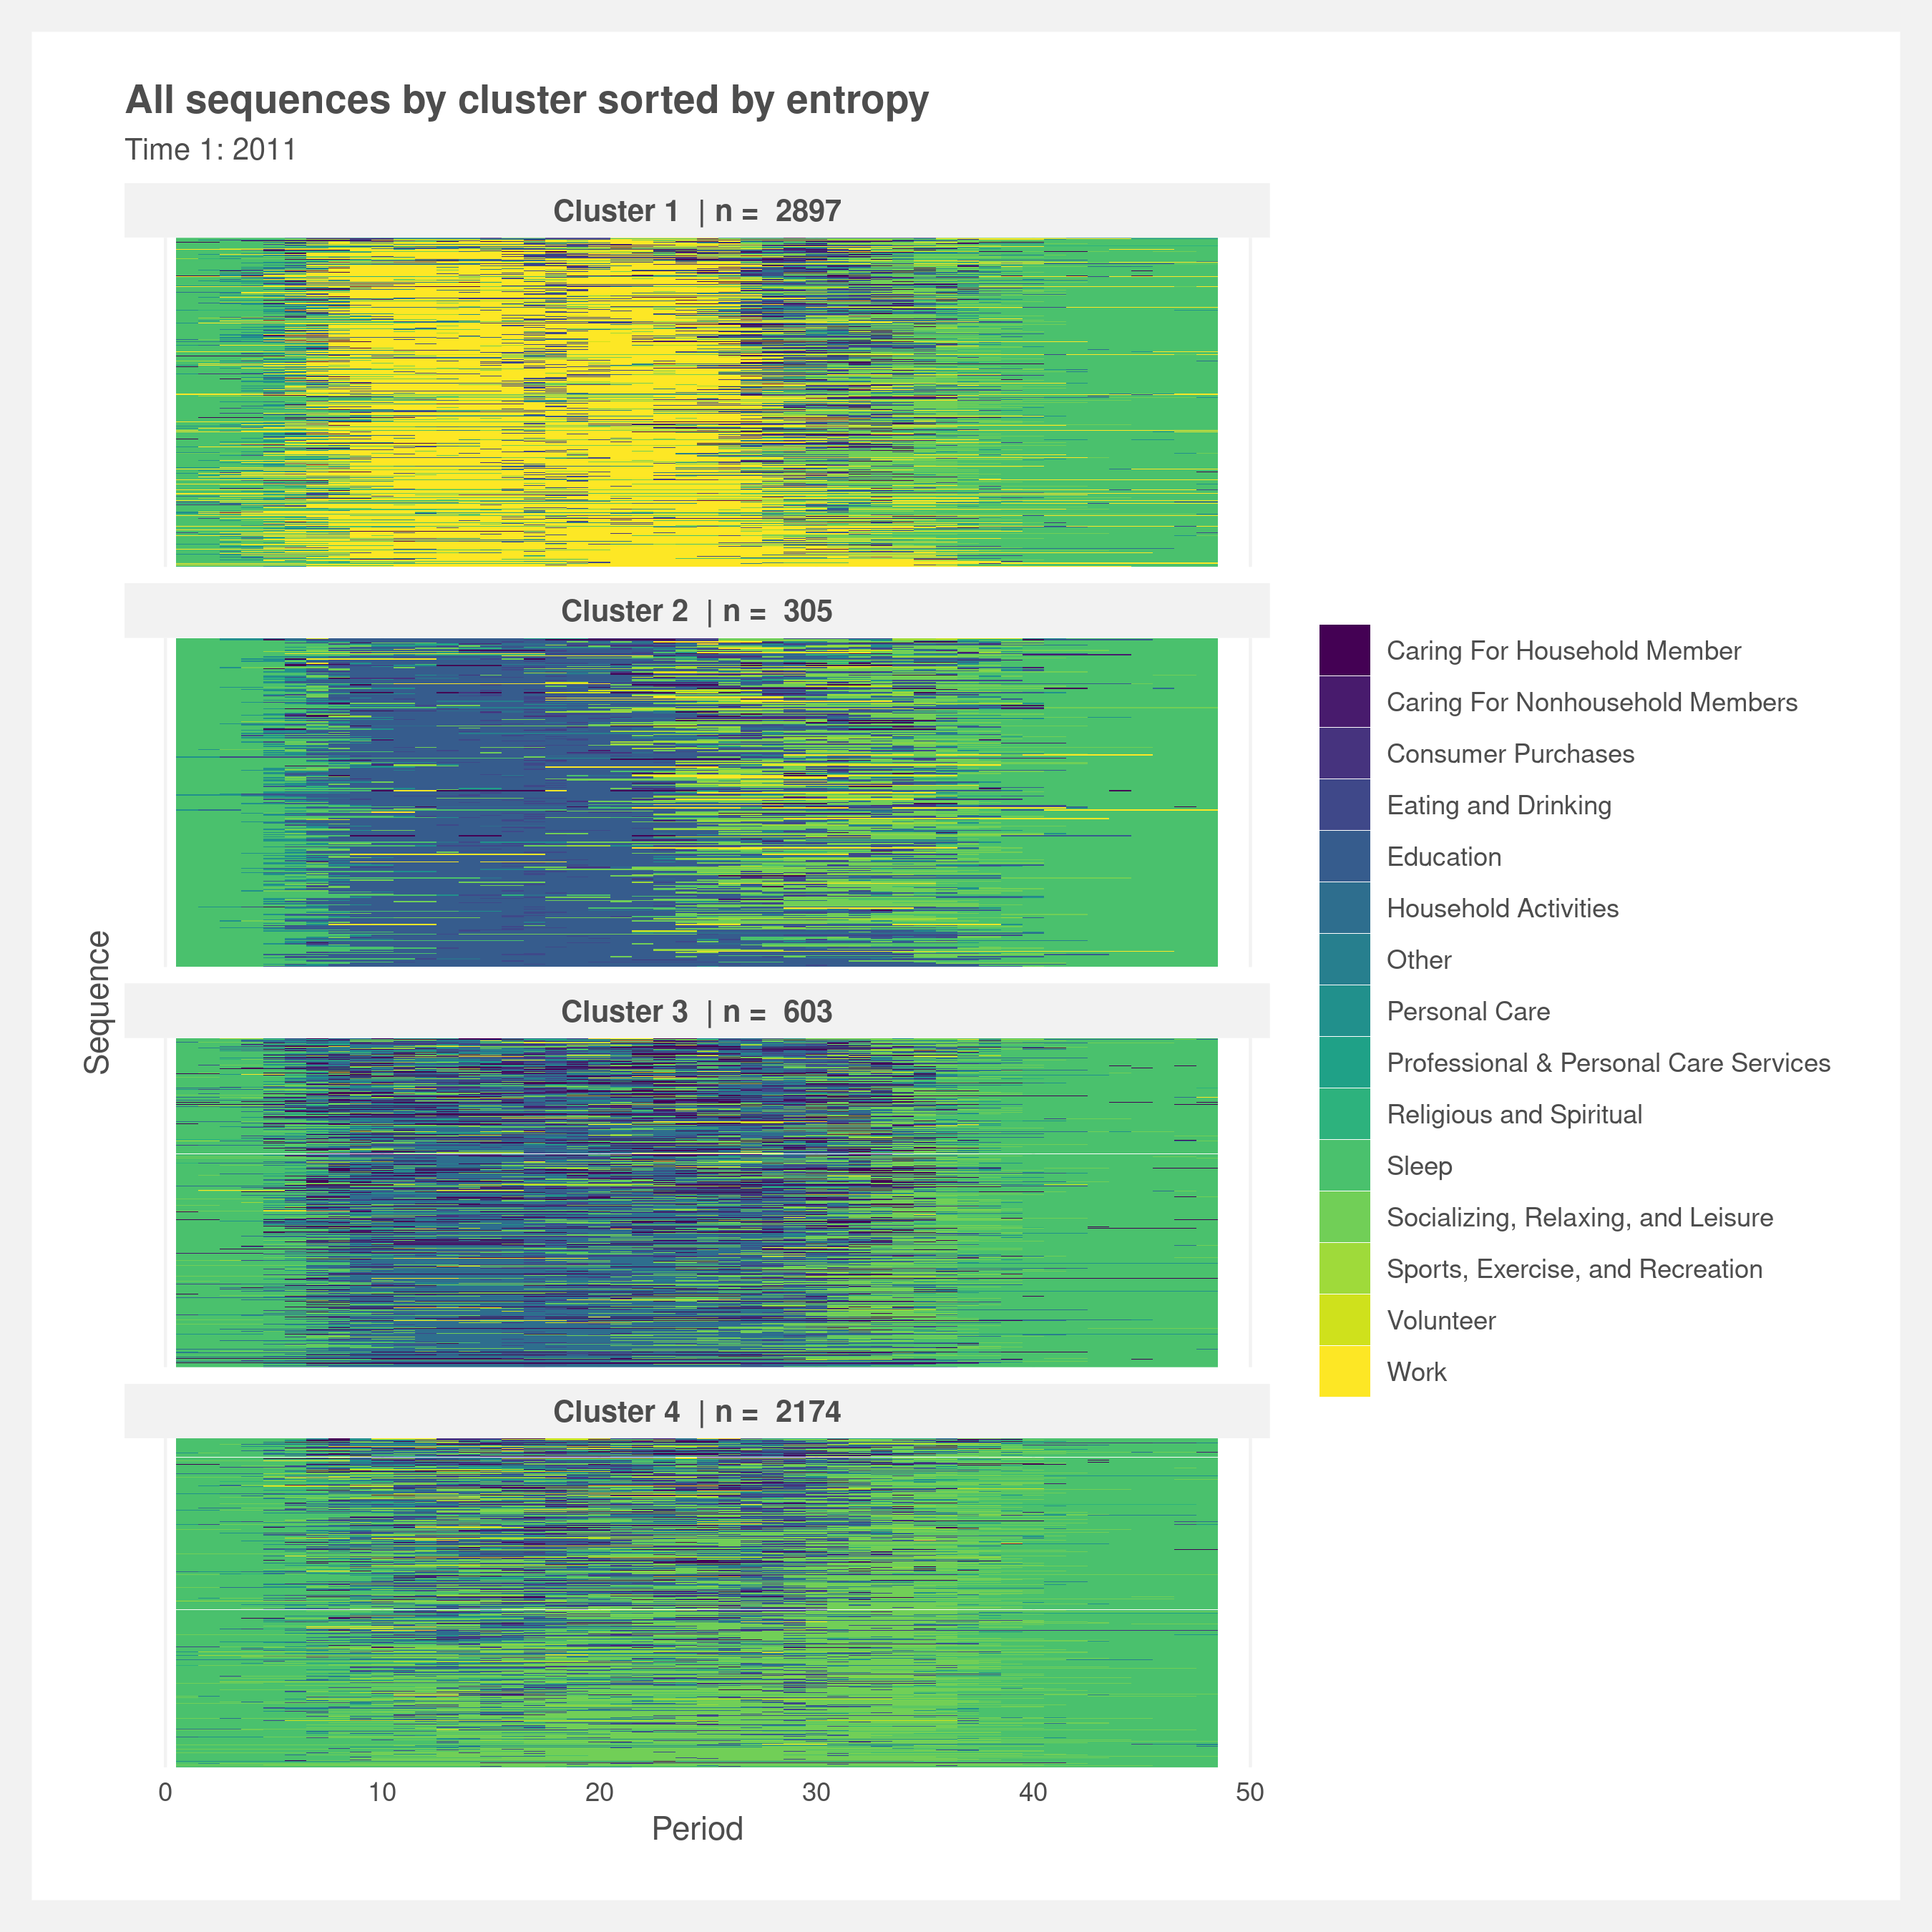 All sequences by cluster sorted by entropy
Time 1: 2011
Cluster 1 | n = 2897
Cluster 2 | n = 305
Cluster 3 | n = 603
Cluster 4 | n = 2174
Sequence
0 10 20 30 40 50
Period
Caring For Household Member
Caring For Nonhousehold Members
Consumer Purchases
Eating and Drinking
Education
Household Activities
Other
Personal Care
Professional & Personal Care Services
Religious and Spiritual
Sleep
Socializing, Relaxing, and Leisure
Sports, Exercise, and Recreation
Volunteer
Work